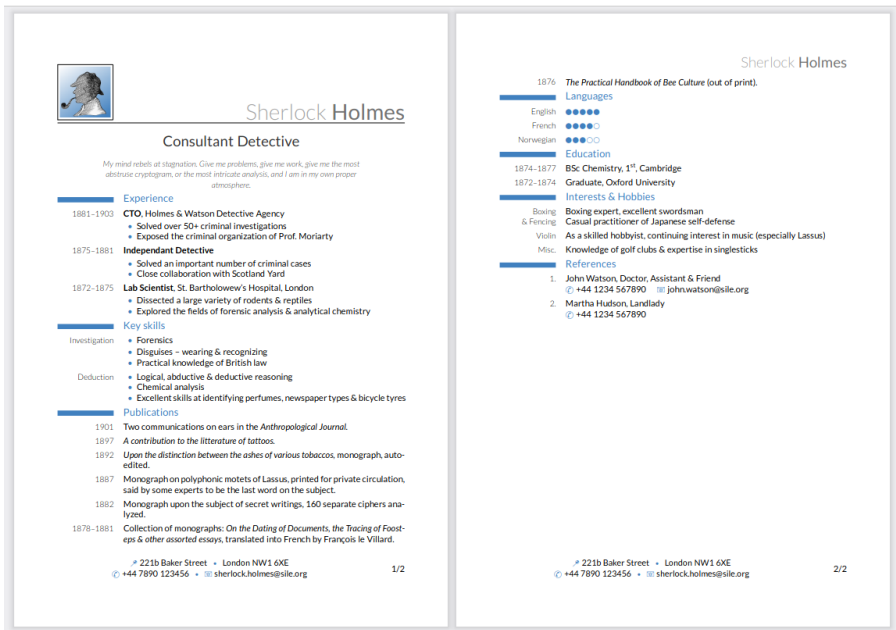 Sherlock Holmes
Consultant Detective
My mind rebels at stagnation. Give me problems, give me work, give me the most
abstruse cryptogram, or the most intricate analysis, and I am in my own proper
atmosphere.
Experience
1881–1903 CTO, Holmes & Watson Detective Agency
• Solved over 50+ criminal investigations
• Exposed the criminal organization of Prof. Moriarty
1875–1881 Independant Detective
• Solved an important number of criminal cases
• Close collaboration with Scotland Yard
1872–1875 Lab Scientist, St. Bartholowew's Hospital, London
• Dissected a large variety of rodents & reptiles
• Explored the fields of forensic analysis & analytical chemistry
Key skills
Investigation • Forensics
• Disguises – wearing & recognizing
• Practical knowledge of British law
Deduction • Logical, abductive & deductive reasoning
• Chemical analysis
• Excellent skills at identifying perfumes, newspaper types & bicycle tyres
Publications
1901 Two communications on ears in the Anthropological Journal.
1897 A contribution to the litterature of tattoos.
1892 Upon the distinction between the ashes of various tobaccos, monograph, auto-
edited.
1887 Monograph on polyphonic motets of Lassus, printed for private circulation,
said by some experts to be the last word on the subject.
1882 Monograph upon the subject of secret writings, 160 separate ciphers ana-
lyzed.
1878–1881 Collection of monographs: On the Dating of Documents, the Tracing of Foost-
eps & other assorted essays, translated into French by François le Villard.
221b Baker Street • London NW1 6XE
+44 7890 123456 • sherlock.holmes@sile.org
1/2
Sherlock Holmes
1876 The Practical Handbook of Bee Culture (out of print).
Languages
English
French
Norwegian
Education
1874–1877 BSc Chemistry, 1st, Cambridge
1872–1874 Graduate, Oxford University
Interests & Hobbies
Boxing Boxing expert, excellent swordsman
& Fencing Casual practitioner of Japanese self-defense
Violin As a skilled hobbyist, continuing interest in music (especially Lassus)
Misc. Knowledge of golf clubs & expertise in singlesticks
References
1. John Watson, Doctor, Assistant & Friend
+44 1234 567890 john.watson@sile.org
2. Martha Hudson, Landlady
+44 1234 567890
221b Baker Street • London NW1 6XE
+44 7890 123456 • sherlock.holmes@sile.org
2/2